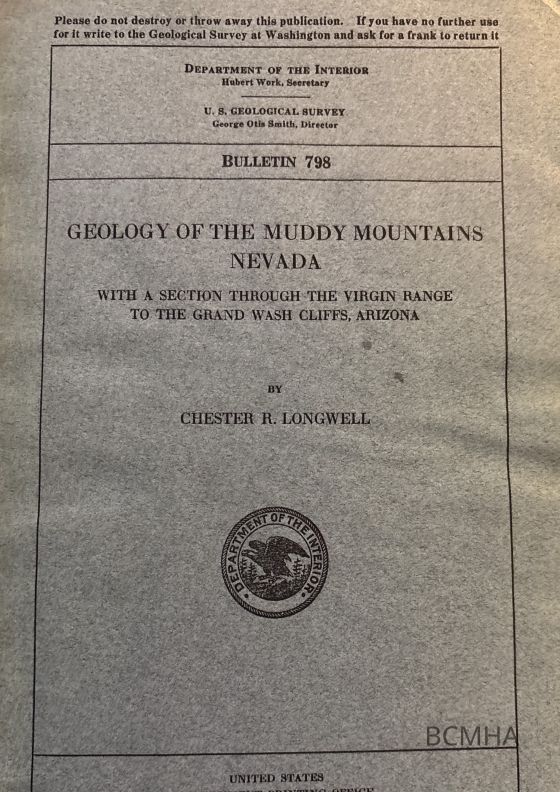 Please do not destroy or throw away this publication. If you have no further use
for it write to the Geological Survey at Washington and ask for a frank to return it
DEPARTMENT OF THE INTERIOR
Hubert Work, Secretary
U. S. GEOLOGICAL SURVEY
George Otis Smith, Director
BULLETIN 798
GEOLOGY OF THE MUDDY MOUNTAINS
NEVADA
WITH A SECTION THROUGH THE VIRGIN RANGE
TO THE GRAND WASH CLIFFS, ARIZONA
BY
CHESTER R. LONGWELL
DEPARTMENT OF THE INTERIOR
BCMHA
UNITED STATES
PRINTING OFFICE